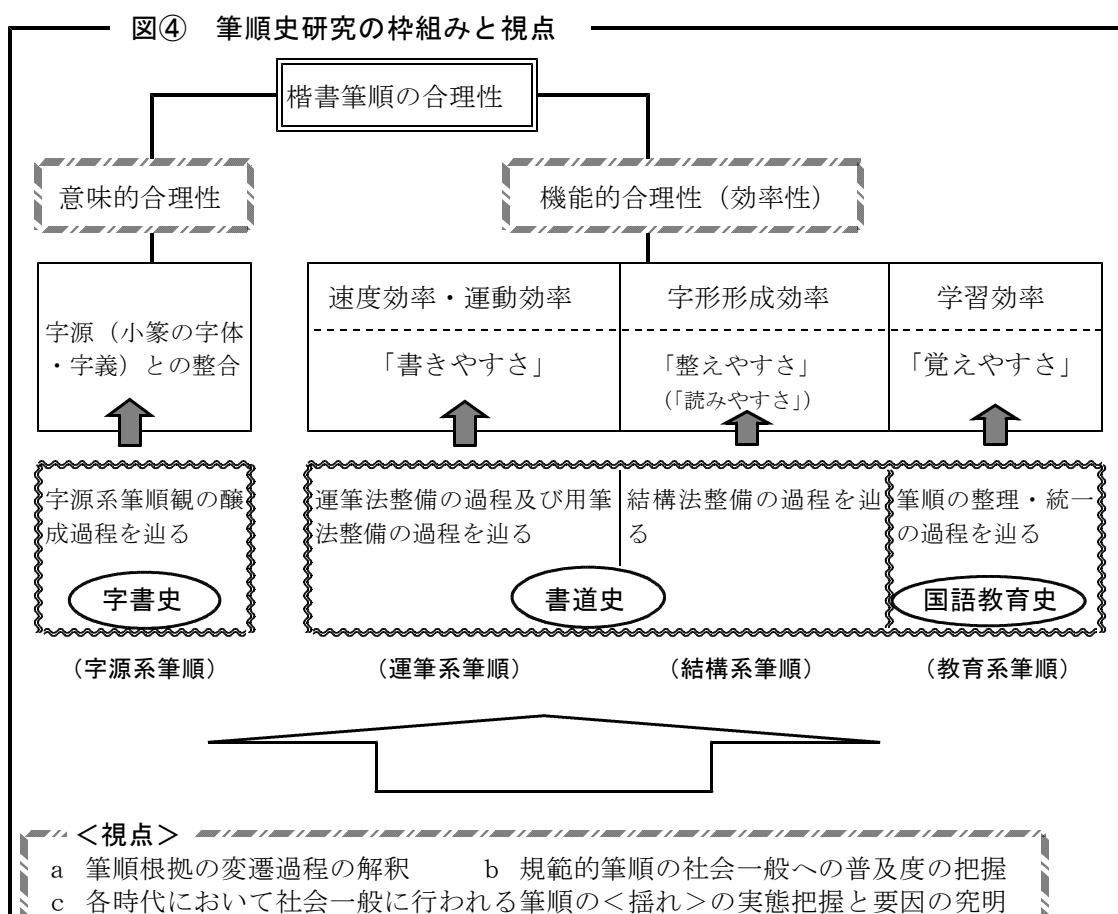 図④　筆順史研究の枠組みと視点
楷書筆順の合理性
意味的合理性
機能的合理性（効率性）
字源（小篆の字体
・字義）との整合
速度効率・運動効率
「書きやすさ」
字形形成効率
「整えやすさ」
（「読みやすさ」）
学習効率
「覚えやすさ」
字源系筆順観の醸
成過程を辿る
字書史
運筆法整備の過程及び用筆
法整備の過程を辿る
結構法整備の過程を辿
る
書道史
筆順の整理・統一
の過程を辿る
国語教育史
（字源系筆順）
（運筆系筆順）
（結構系筆順）
（教育系筆順）
＜視点＞
a　筆順根拠の変遷過程の解釈　　b　規範的筆順の社会一般への普及度の把握
c　各時代において社会一般に行われる筆順の＜揺れ＞の実態把握と要因の究明